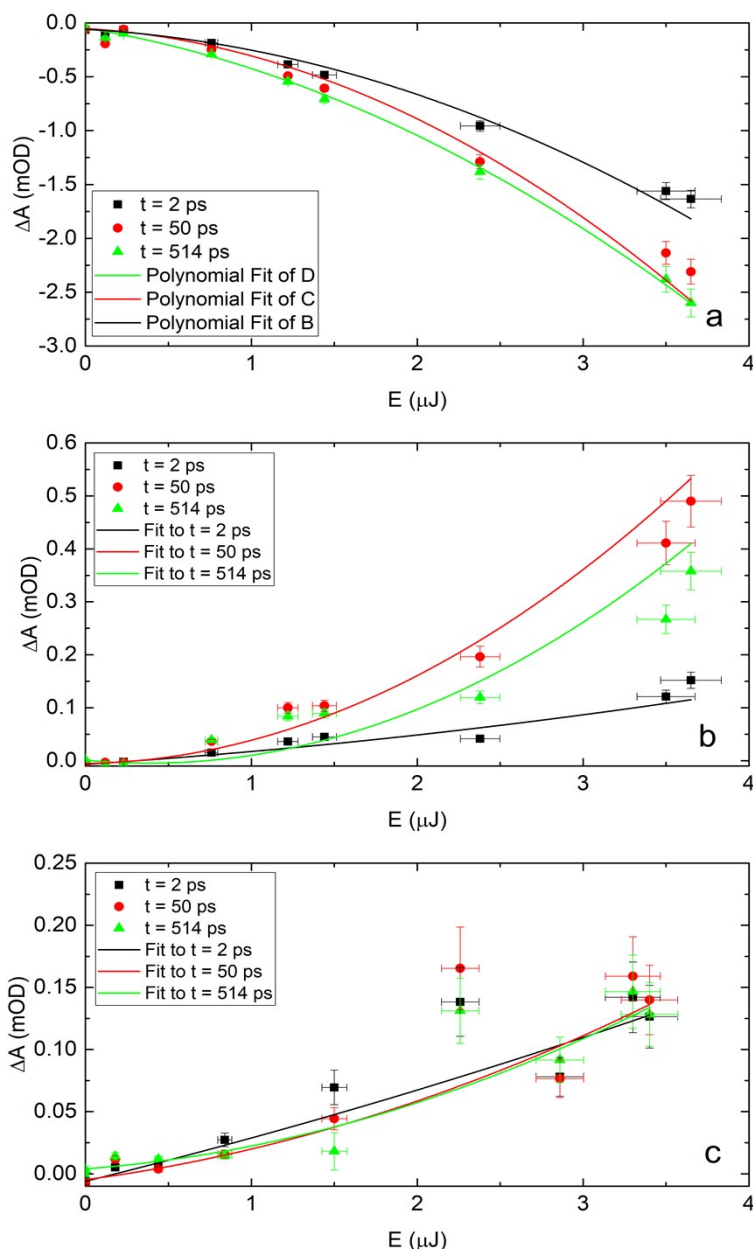 0.0
-0.5
-1.0
-1.5
-2.0
-2.5
-3.0
ΔA (mOD)
t = 2 ps
t = 50 ps
t = 514 ps
Polynomial Fit of D
Polynomial Fit of C
Polynomial Fit of B
a
0 1 2 3 4
E (μJ)
0.6
0.5
0.4
0.3
0.2
0.1
0.0
ΔA (mOD)
t = 2 ps
t = 50 ps
t = 514 ps
Fit to t = 2 ps
Fit to t = 50 ps
Fit to t = 514 ps
b
0 1 2 3 4
E (μJ)
0.25
0.20
0.15
0.10
0.05
0.00
ΔA (mOD)
t = 2 ps
t = 50 ps
t = 514 ps
Fit to t = 2 ps
Fit to t = 50 ps
Fit to t = 514 ps
c
0 1 2 3 4
E (μJ)